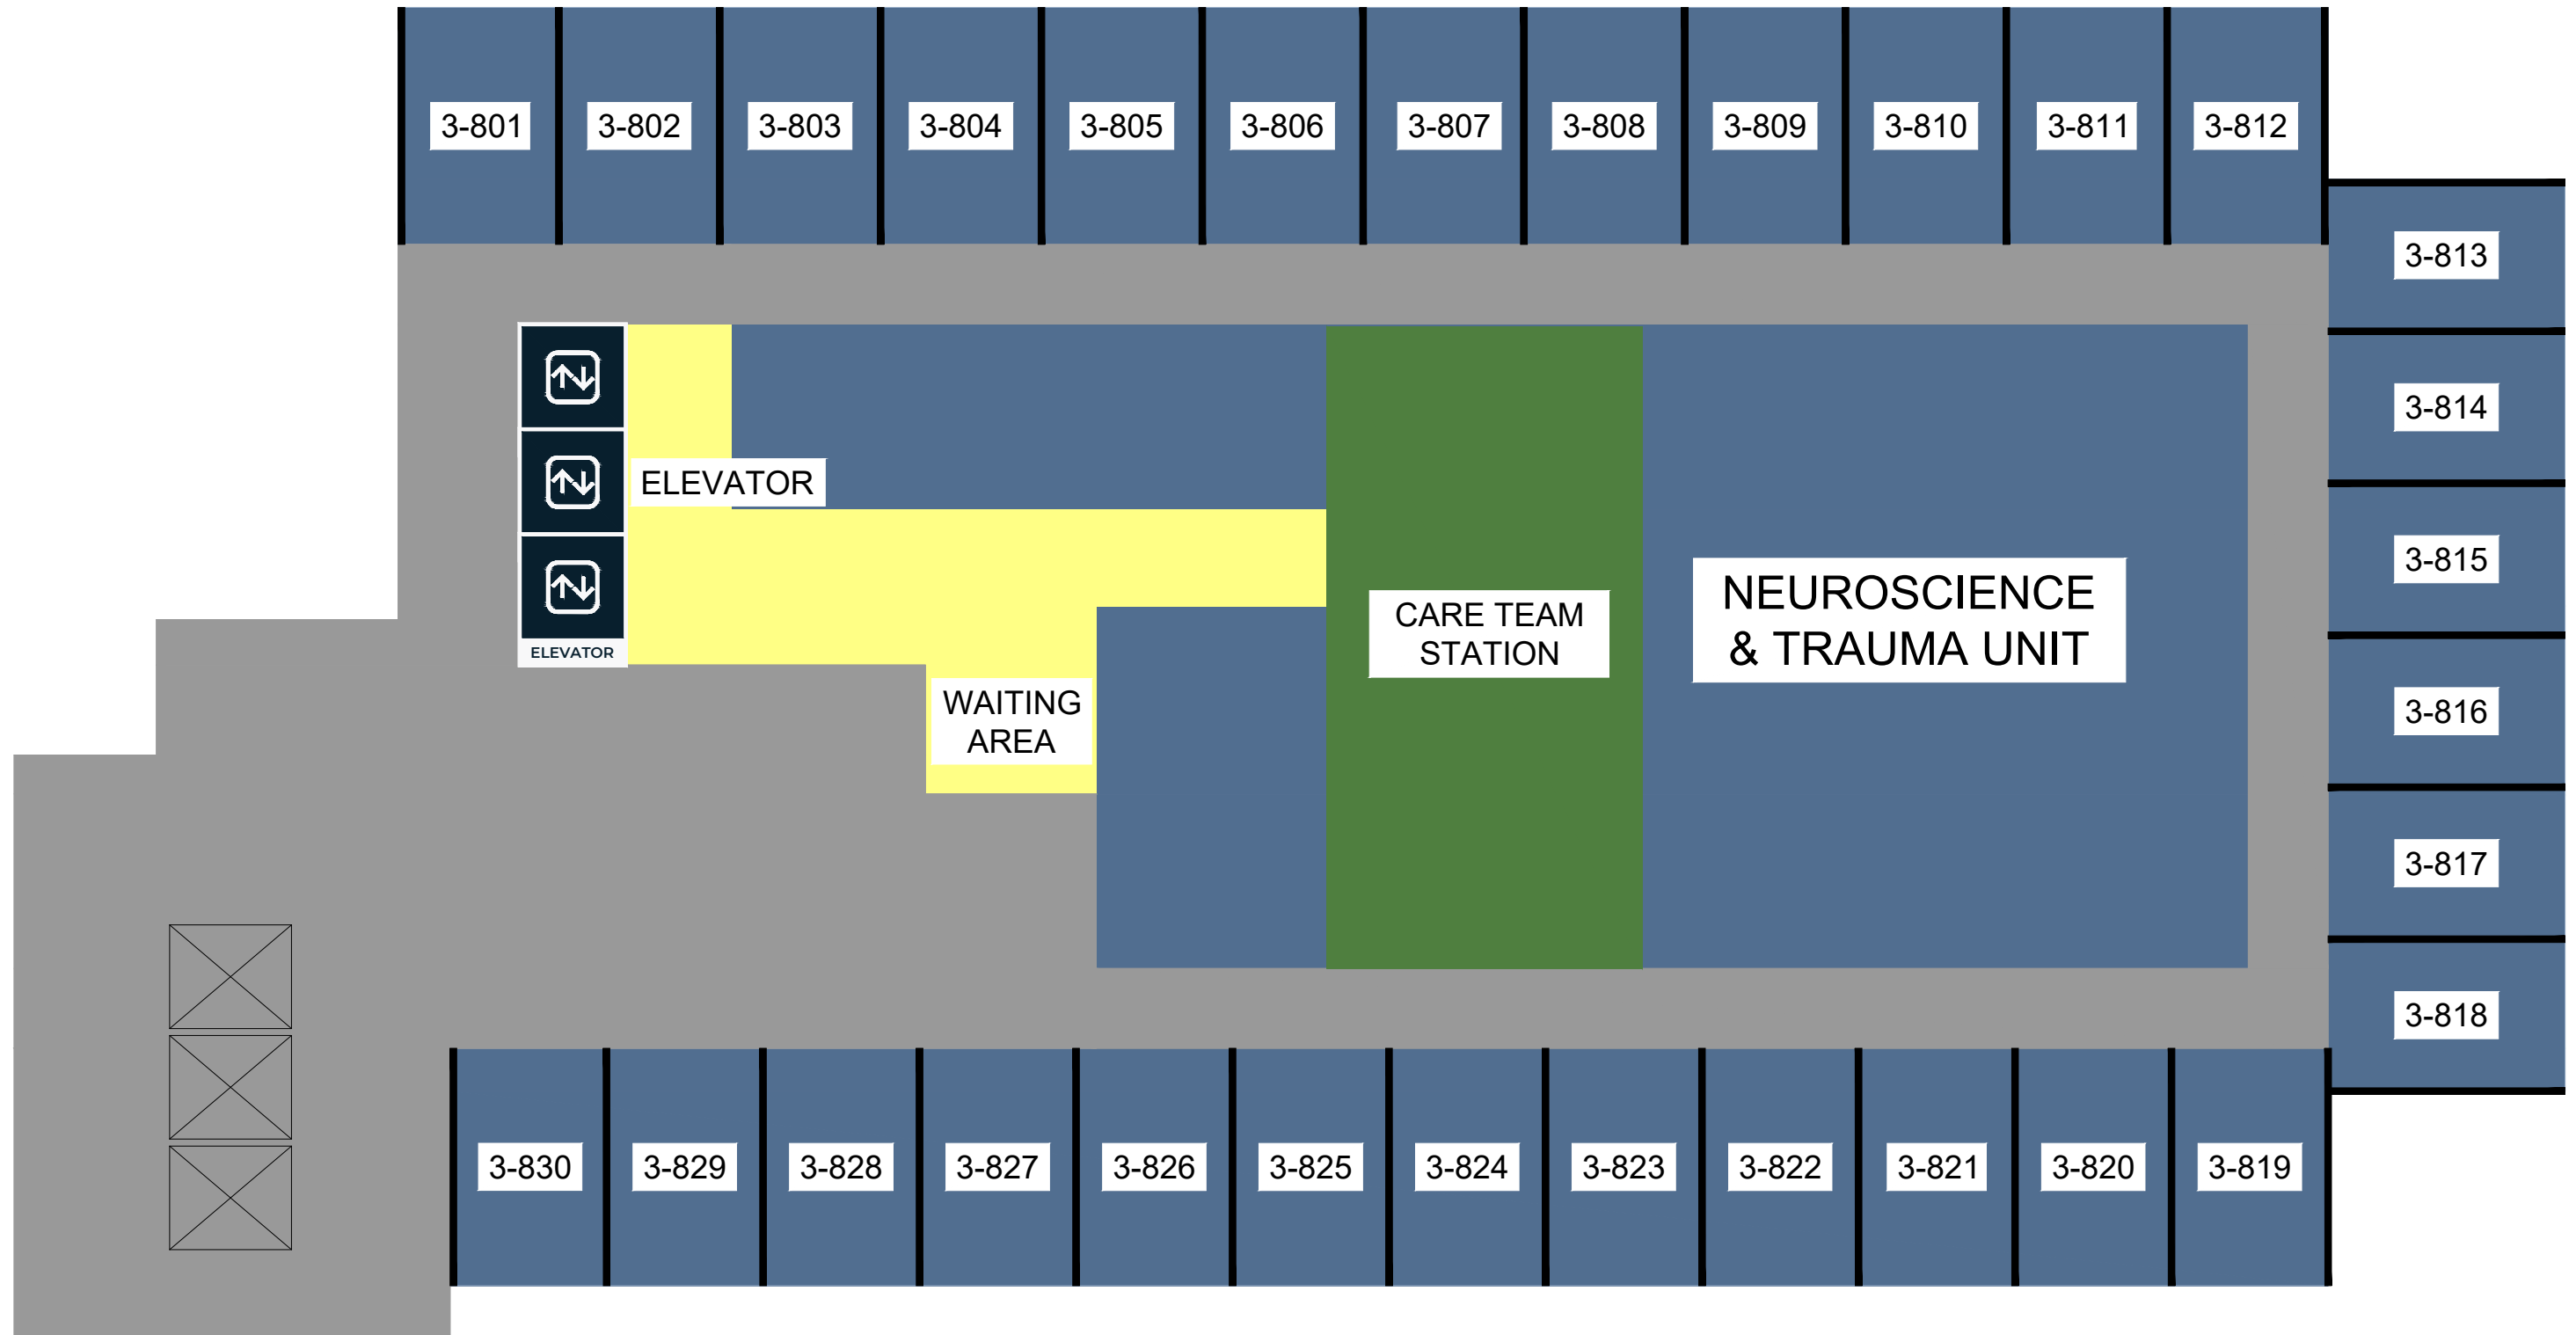 3-801 3-802 3-803 3-804 3-805 3-806 3-807 3-808 3-809 3-810 3-811 3-812
3-813
3-814
ELEVATOR
3-815
NEUROSCIENCE
& TRAUMA UNIT
CARE TEAM
STATION
ELEVATOR
WAITING
AREA
3-816
3-817
3-818
3-830 3-829 3-828 3-827 3-826 3-825 3-824 3-823 3-822 3-821 3-820 3-819